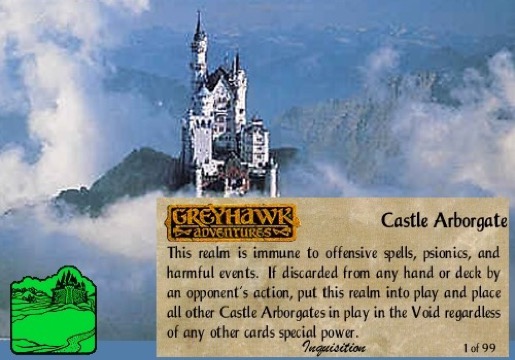 GREYHAWK
ADVENTURES
Castle Arborgate
This realm is immune to offensive spells, psionics, and
harmful events. If discarded from any hand or deck by
an opponent's action, put this realm into play and place
all other Castle Arborgates in play in the Void regardless
of any other cards special power.
Inquisition
1 of 99